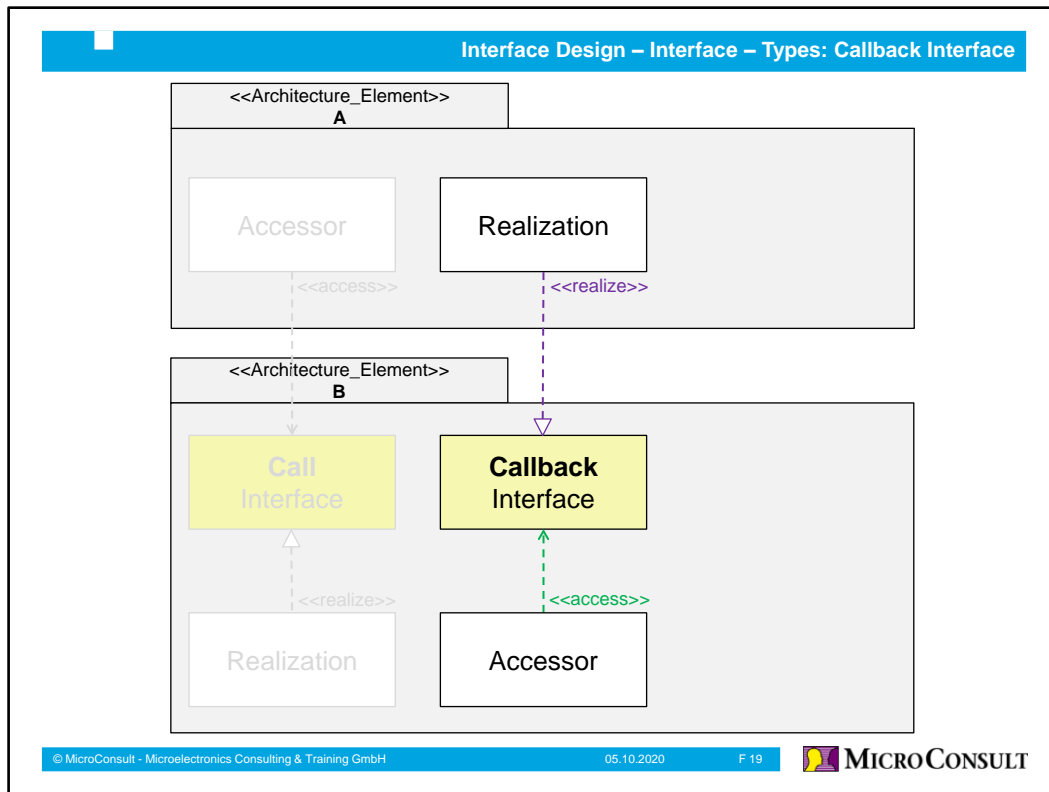 Interface Design – Interface – Types: Callback Interface
<<Architecture_Element>>
A
Accessor
Realization
<<access>>
<<realize>>
<<Architecture_Element>>
B
Call
Interface
Callback
Interface
<<realize>>
<<access>>
Realization
Accessor
© MicroConsult - Microelectronics Consulting & Training GmbH
05.10.2020
F 19
MICROCONSULT